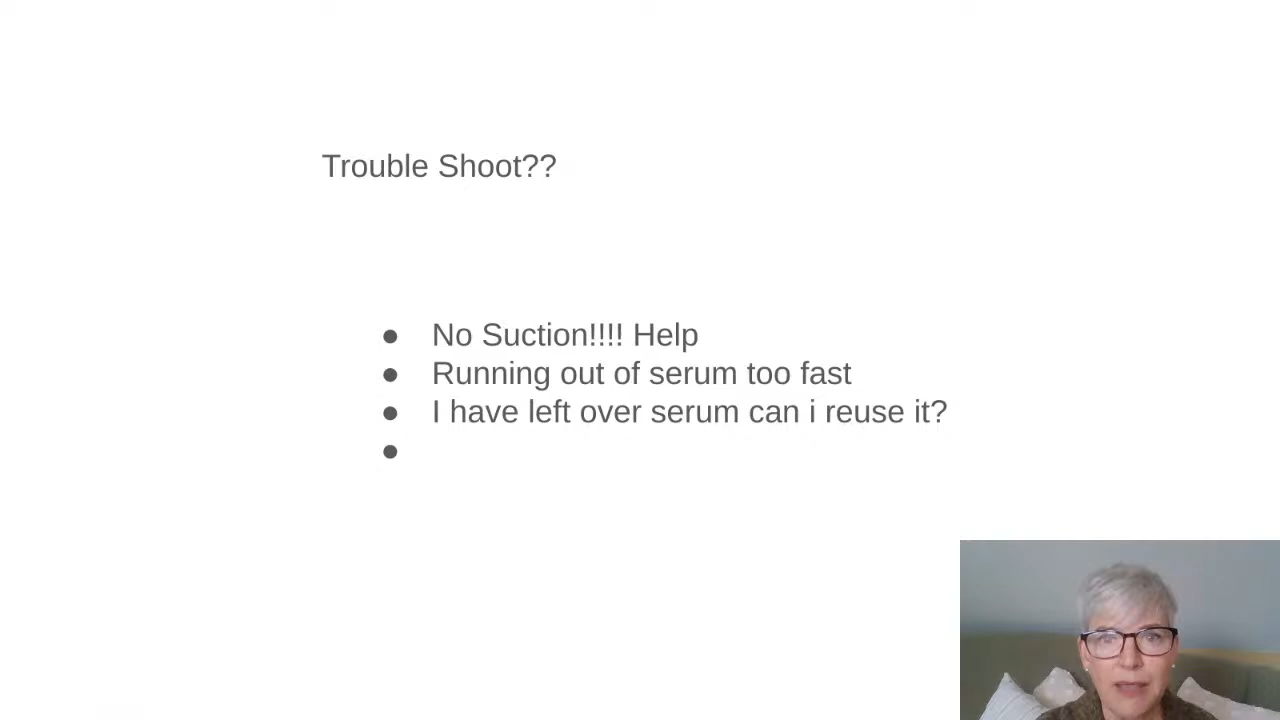 Trouble Shoot??
● No Suction!!!! Help
● Running out of serum too fast
● I have left over serum can i reuse it?
●